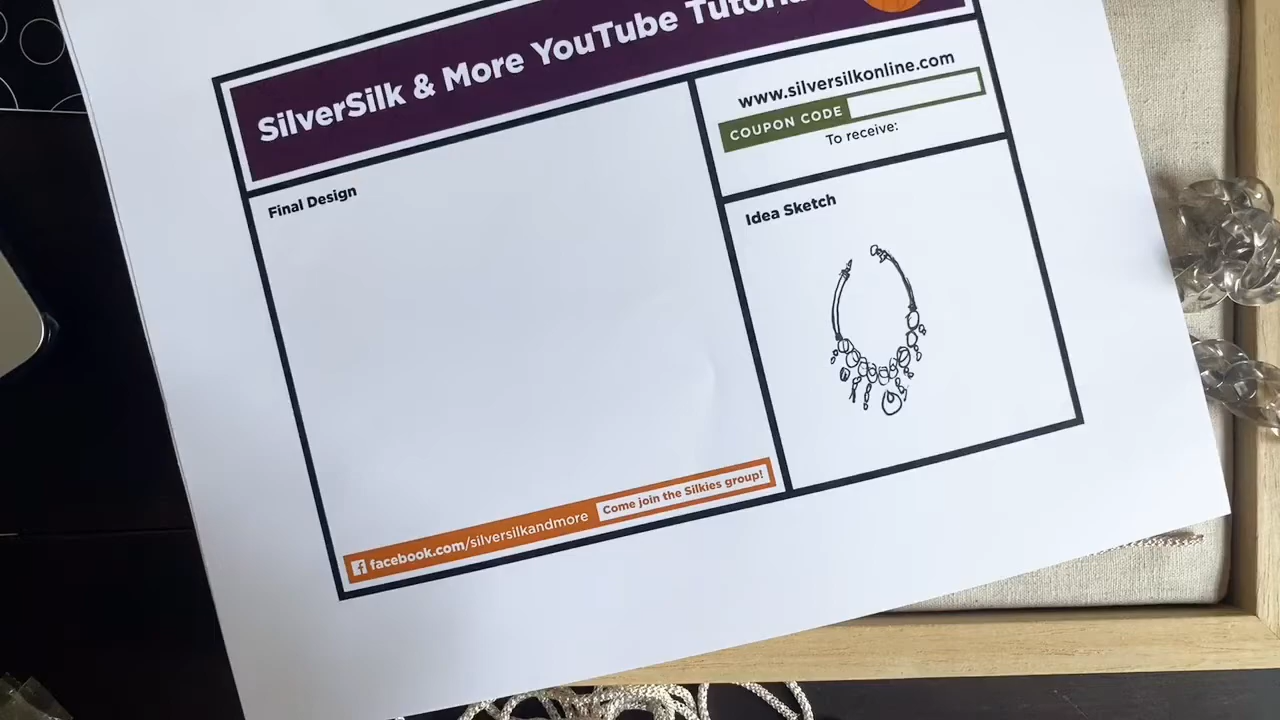 SilverSilk & More YouTube
www.silversilkonline.com
COUPON CODE
To receive:
Final Design
Idea Sketch
facebook.com/silversilkandmore Come join the Silkies group!